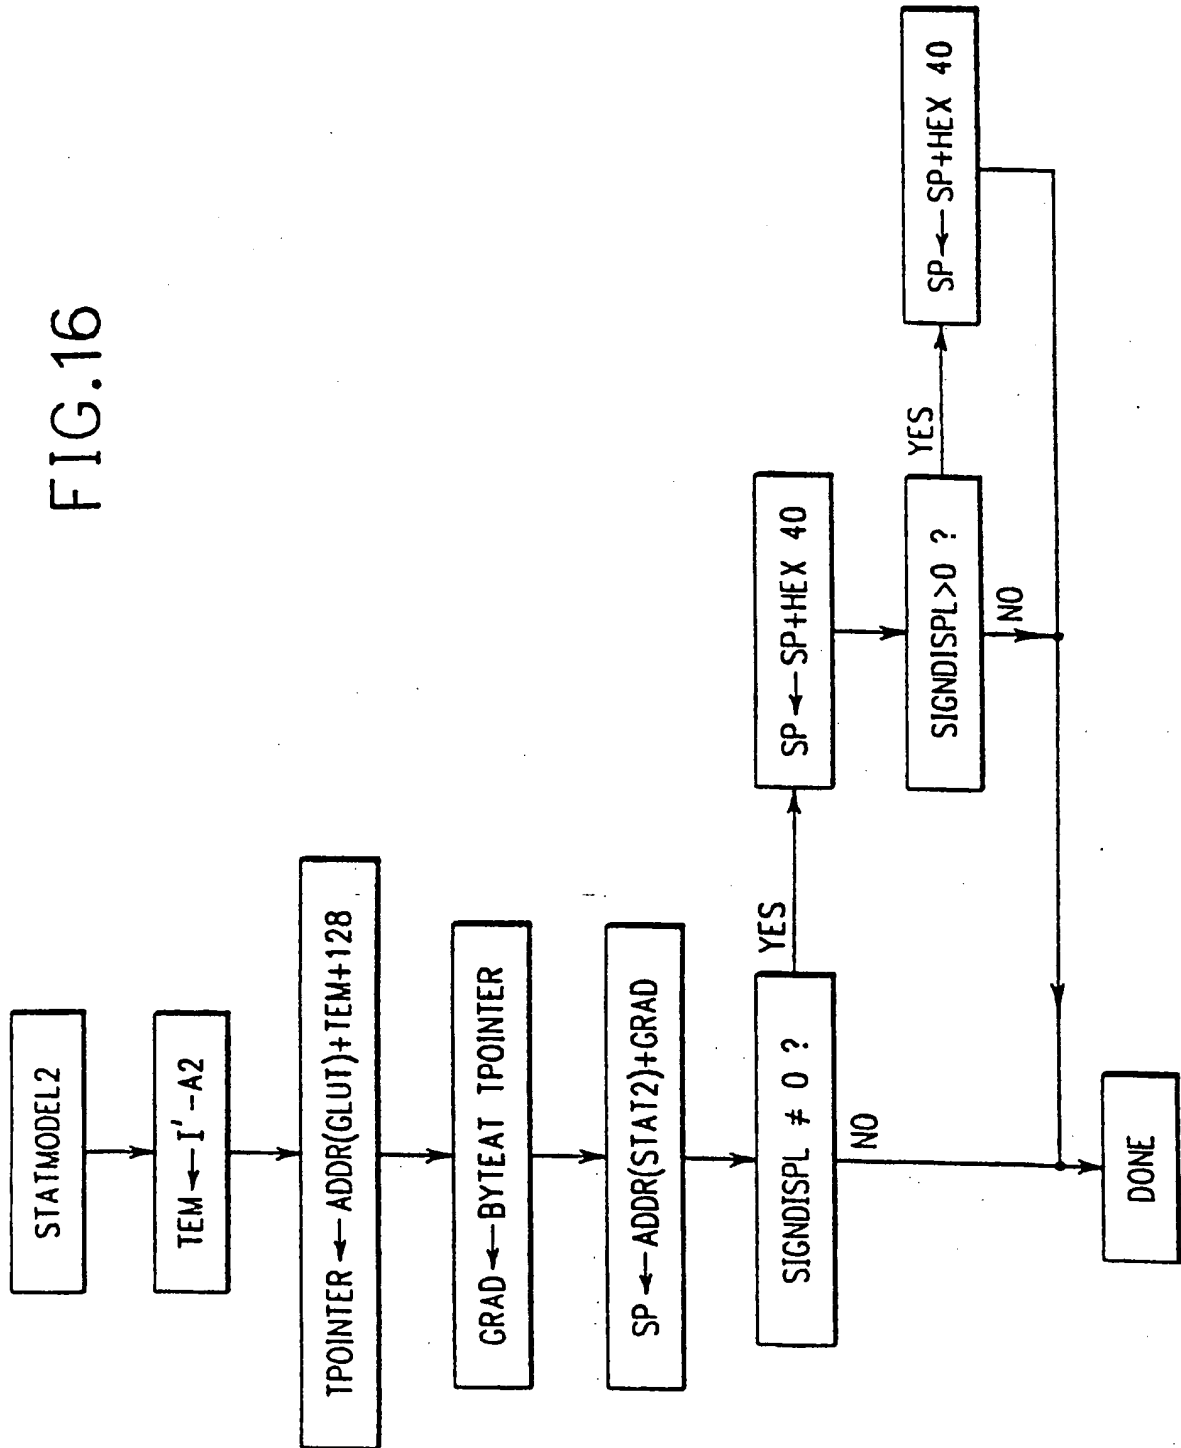 FIG.16
STATMODEL2
TEM←I'-A2
TPOINTER←ADDR(GLUT)+TEM+128
GRAD←BYTEAT TPOINTER
SP←ADDR(STAT2)+GRAD
SIGNDISPL ≠ 0 ?
YES
NO
SP←SP+HEX 40
SIGNDISPL>0 ?
YES
NO
SP←SP+HEX 40
DONE